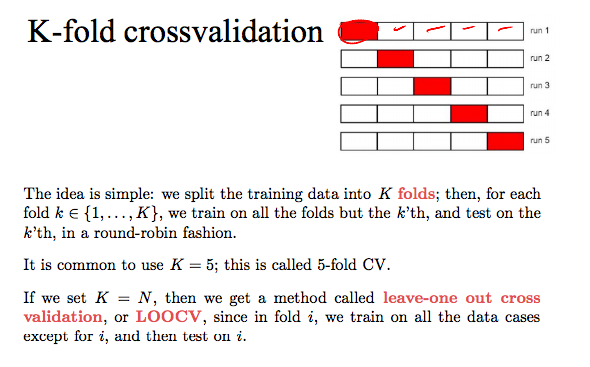 K-fold crossvalidation
run 1
run 2
run 3
run 4
run 5
The idea is simple: we split the training data into K folds; then, for each
fold k ∈ {1, . . . , K}, we train on all the folds but the k’th, and test on the
k’th, in a round-robin fashion.
It is common to use K = 5; this is called 5-fold CV.
If we set K = N, then we get a method called leave-one out cross
validation, or LOOCV, since in fold i, we train on all the data cases
except for i, and then test on i.